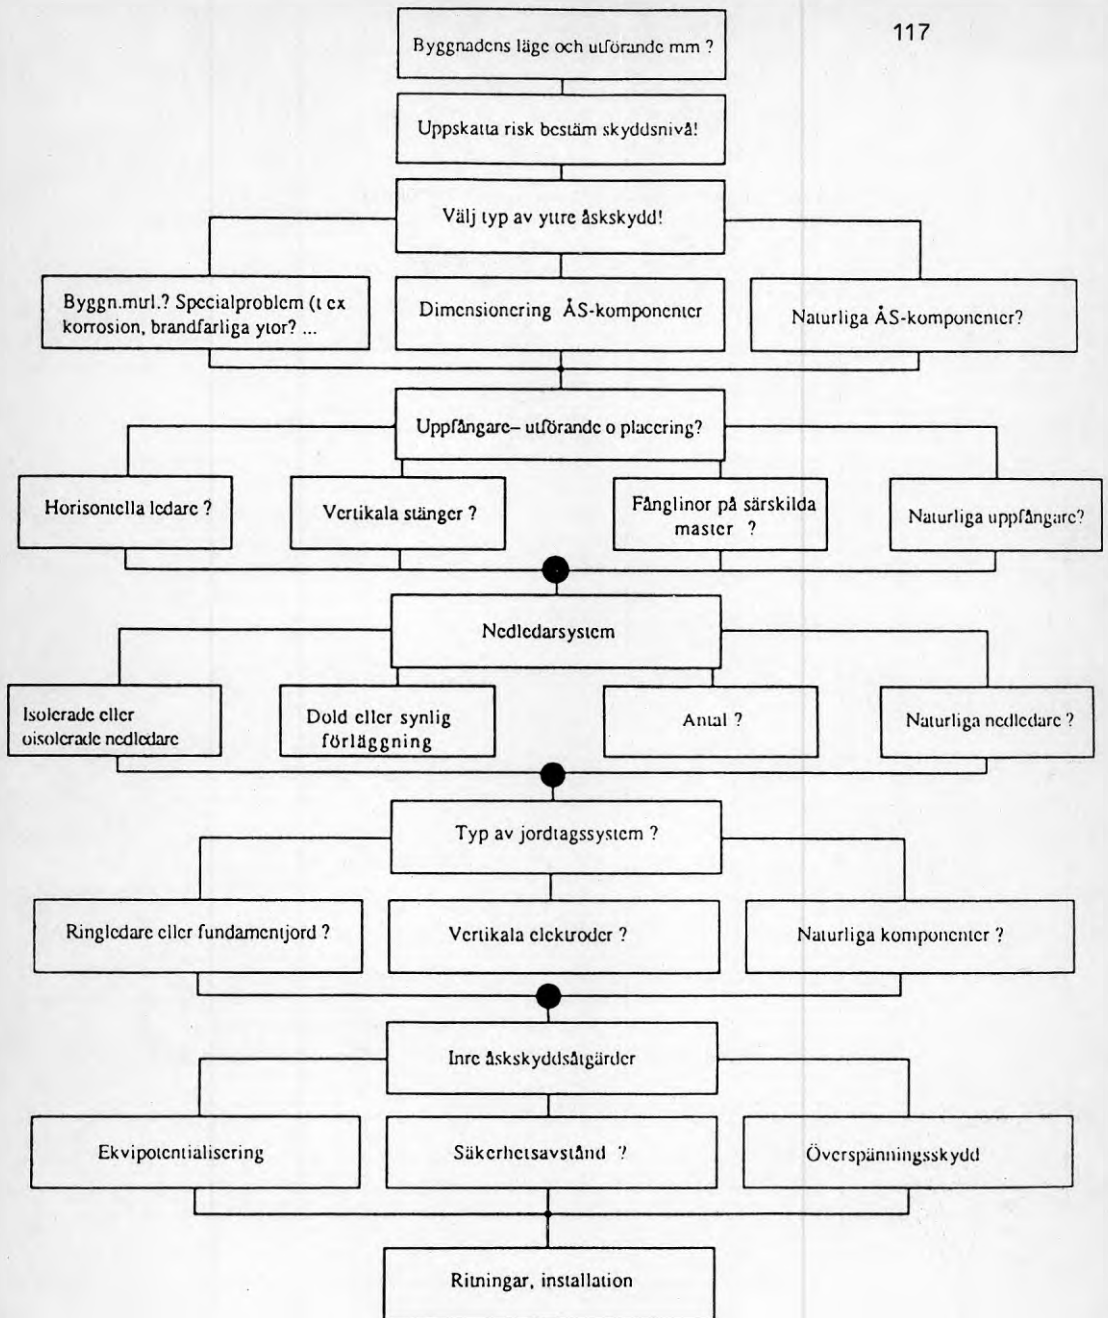 117
Byggnadens läge och utförande mm ?
Uppskatta risk bestäm skyddsnivå!
Välj typ av yttre åskskydd!
Byggn.mtrl.? Specialproblem (t ex
korrosion, brandfarliga ytor? ...
Dimensionering ÅS-komponenter
Naturliga ÅS-komponenter?
Uppfångare– utförande o placering?
Horisontella ledare ?
Vertikala stänger ?
Fånglinor på särskilda
master ?
Naturliga uppfångare?
Nedledarsystem
Isolerade eller
oisolerade nedledare
Dold eller synlig
förläggning
Antal ?
Naturliga nedledare ?
Typ av jordtagssystem ?
Ringledare eller fundamentjord ?
Vertikala elektroder ?
Naturliga komponenter ?
Inre åskskyddsåtgärder
Ekvipotentialisering
Säkerhetsavstånd ?
Överspänningsskydd
Ritningar, installation